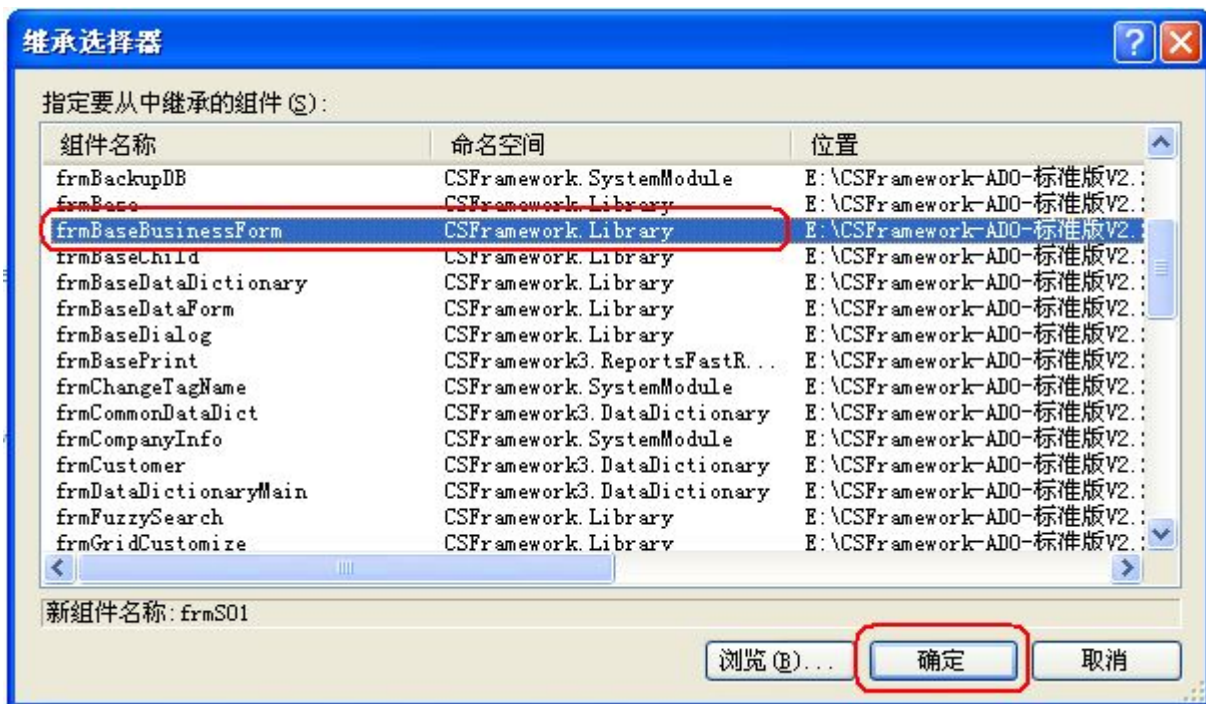 继承选择器
指定要从中继承的组件(S):
组件名称 命名空间 位置
frmBackupDB CSFramework.SystemModule E:\CSFramework-ADO-标准版V2.
frmBase CSFramework.Library E:\CSFramework-ADO-标准版V2.
frmBaseBusinessForm CSFramework.Library E:\CSFramework-ADO-标准版V2.
frmBaseChild CSFramework.Library E:\CSFramework-ADO-标准版V2.
frmBaseDataDictionary CSFramework.Library E:\CSFramework-ADO-标准版V2.
frmBaseDataForm CSFramework.Library E:\CSFramework-ADO-标准版V2.
frmBaseDialog CSFramework.Library E:\CSFramework-ADO-标准版V2.
frmBasePrint CSFramework3.ReportsFastR... E:\CSFramework-ADO-标准版V2.
frmChangeTagName CSFramework.SystemModule E:\CSFramework-ADO-标准版V2.
frmCommonDataDict CSFramework3.DataDictionary E:\CSFramework-ADO-标准版V2.
frmCompanyInfo CSFramework.SystemModule E:\CSFramework-ADO-标准版V2.
frmCustomer CSFramework3.DataDictionary E:\CSFramework-ADO-标准版V2.
frmDataDictionaryMain CSFramework3.DataDictionary E:\CSFramework-ADO-标准版V2.
frmFuzzySearch CSFramework.Library E:\CSFramework-ADO-标准版V2.
frmGridCustomize CSFramework.Library E:\CSFramework-ADO-标准版V2.
新组件名称:frmS01
浏览(B)... 确定 取消